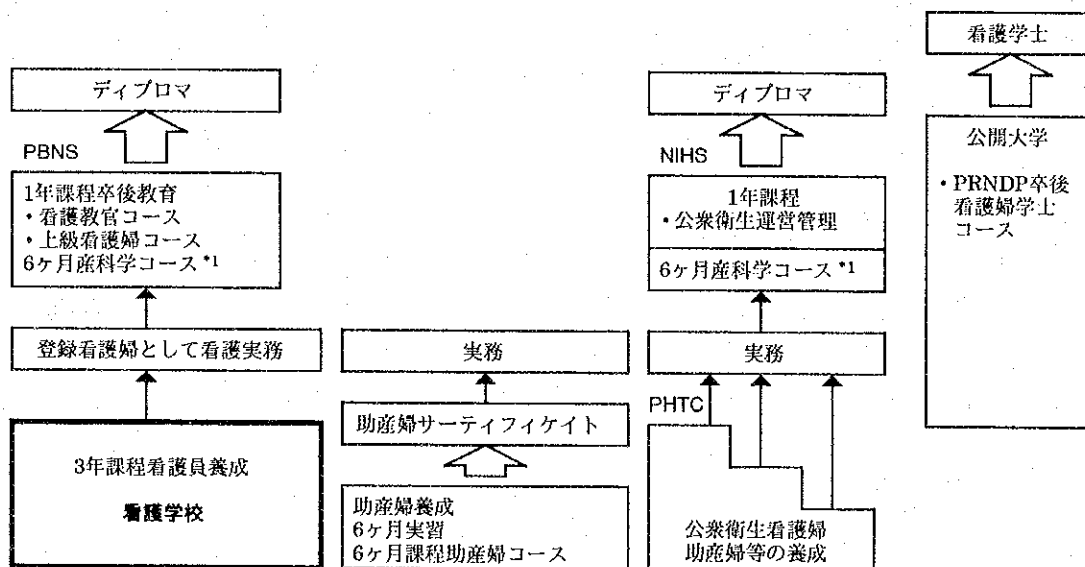 看護学士
ディプロマ
PBNS
1年課程卒後教育
・看護教官コース
・上級看護婦コース
6ヶ月産科学コース *1
登録看護婦として看護実務
3年課程看護員養成
看護学校
実務
助産婦サーティフィケイト
助産婦養成
6ヶ月実習
6ヶ月課程助産婦コース
ディプロマ
NIHS
1年課程
・公衆衛生運営管理
6ヶ月産科学コース *1
実務
PHTC
公衆衛生看護婦
助産婦等の養成
公開大学
・PRNDP卒後
看護婦学士
コース